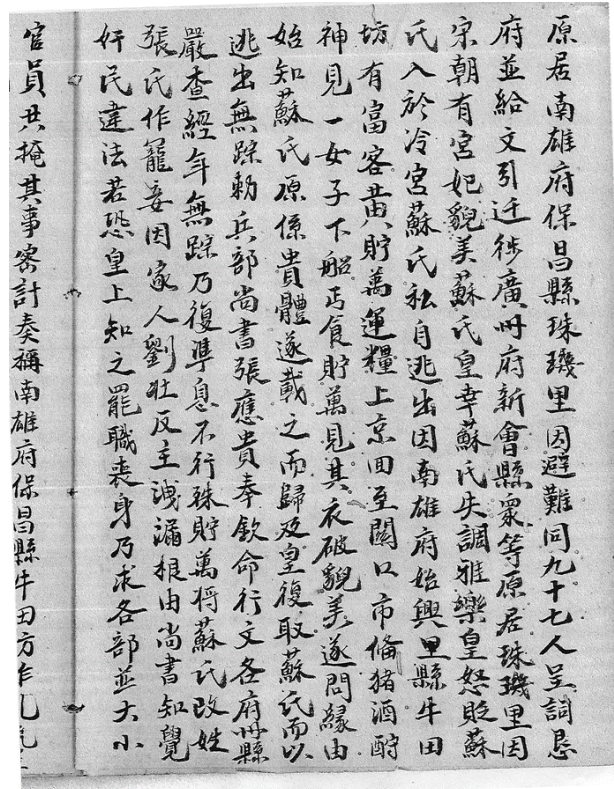 原居南雄府保昌縣珠璣里因避難同九十七人呈詞恳
府並給文引迁徙廣州府新會縣眾等原居珠璣里因
宋朝有宮妃貌美蘇氏皇幸蘇氏失調雅樂皇怒貶蘇
氏入於冷宮蘇氏私自逃出因南雄府始興里縣牛田
坊有富客黄貯萬運糧上京回至關口市俻猪酒酧
神見一女子下船丐食貯萬見其衣破貌美遂問緣由
始知蘇氏原係貴體遂載之而歸及皇復取蘇氏而以
逃出無踪勅兵部尚書張應貴奉欽命行文各府州縣
嚴查經年無踪乃復準息不行殊貯萬将蘇氏改姓
張氏作寵妾因家人劉壯反主洩漏根由尚書知覺
奸民違法若恐皇上知之罷職喪身乃求各部並大小
官員共掩其事密計奏稱南雄府保昌縣牛田方作